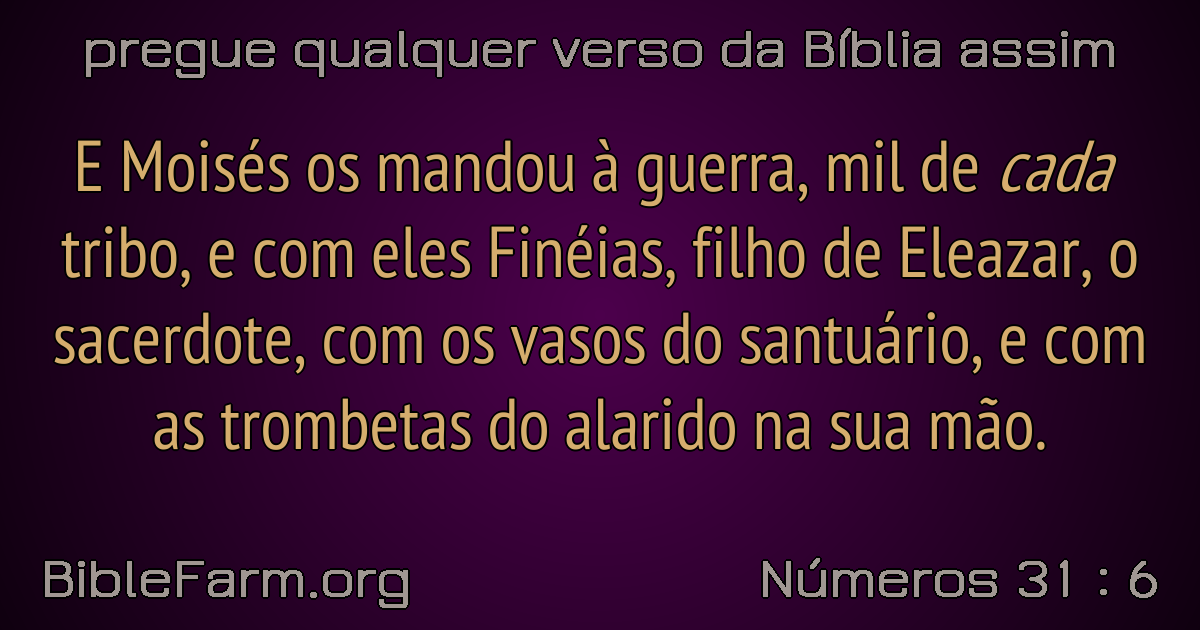 pregue qualquer verso da Bíblia assim
E Moisés os mandou à guerra, mil de cada
tribo, e com eles Finéias, filho de Eleazar, o
sacerdote, com os vasos do santuário, e com
as trombetas do alarido na sua mão.
BibleFarm.org
Números 31 : 6